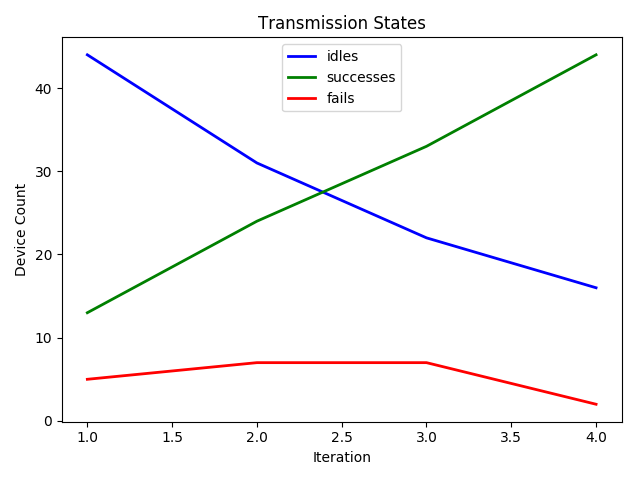 Transmission States
idles
successes
fails
Device Count
40
30
20
10
0
1.0 1.5 2.0 2.5 3.0 3.5 4.0
Iteration